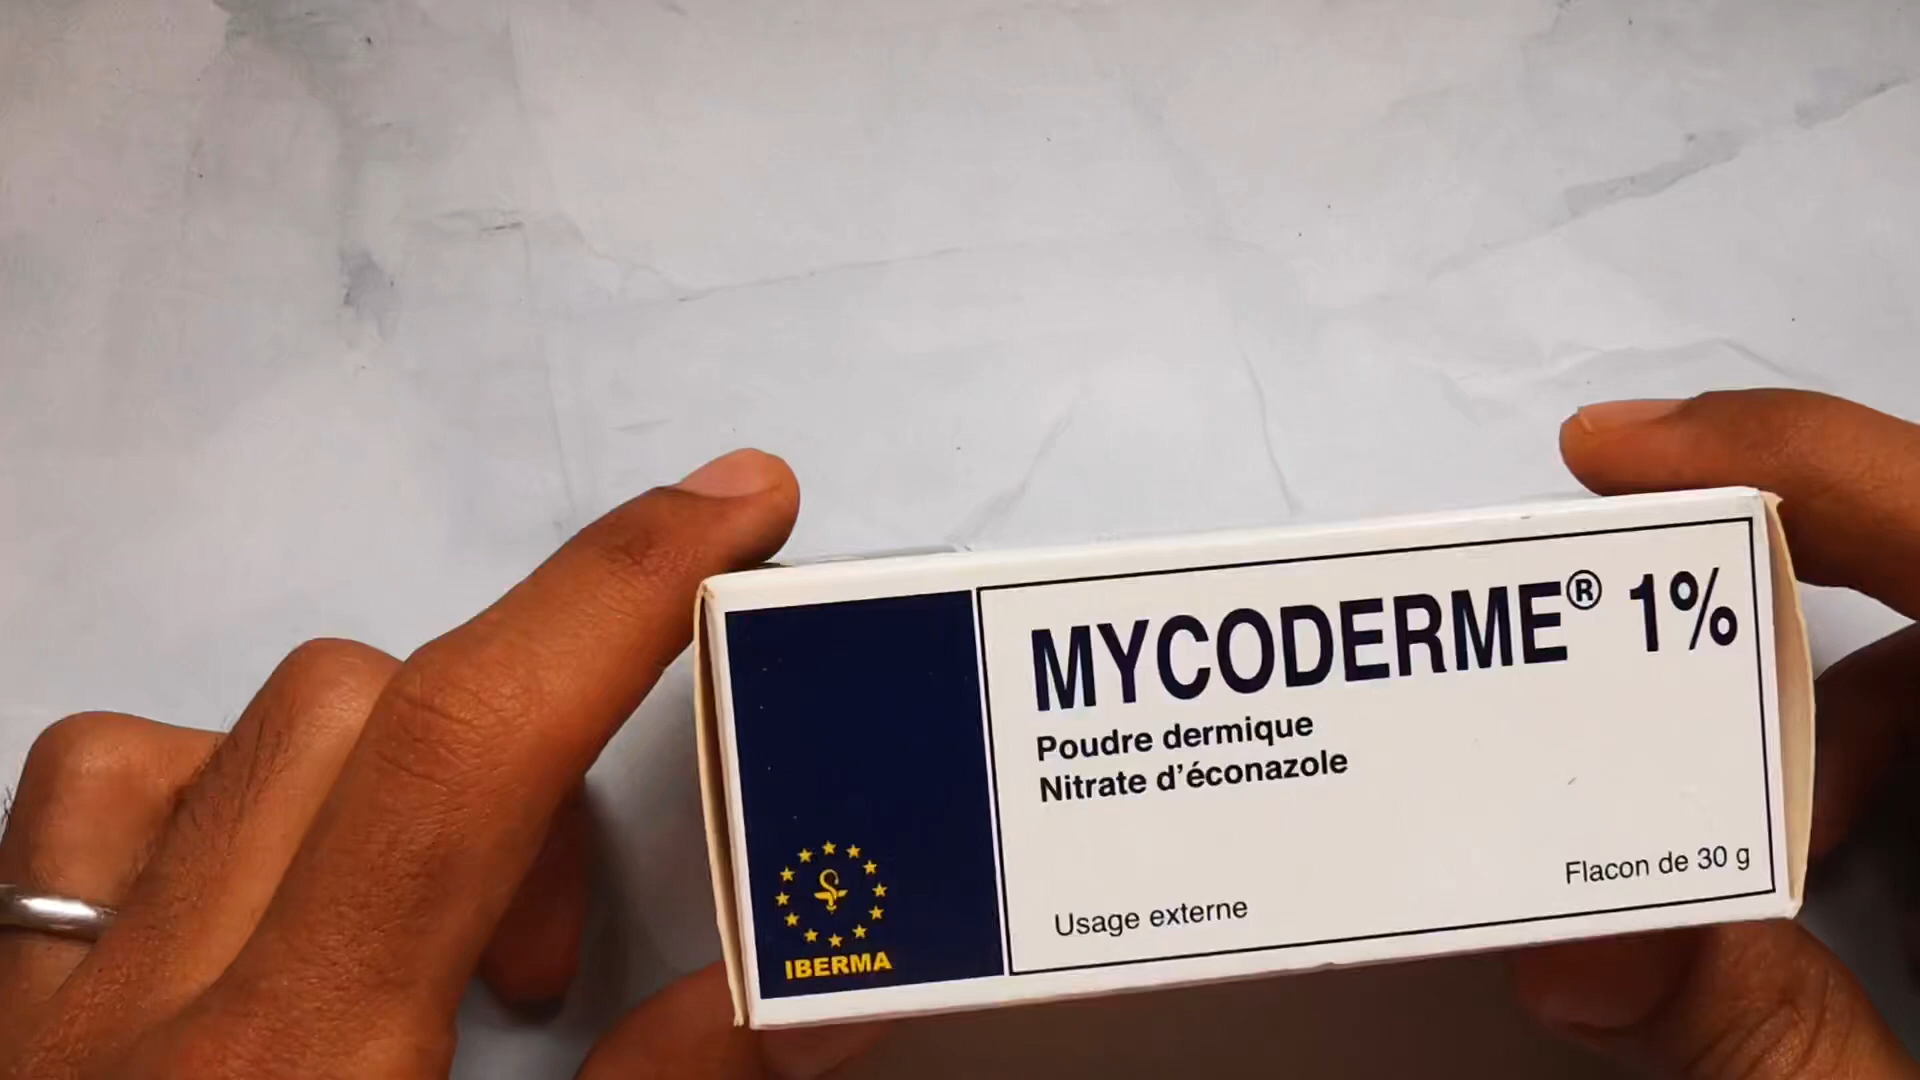 MYCODERME® 1%
Poudre dermique
Nitrate d'éconazole
Flacon de 30 g
Usage externe
IBERMA